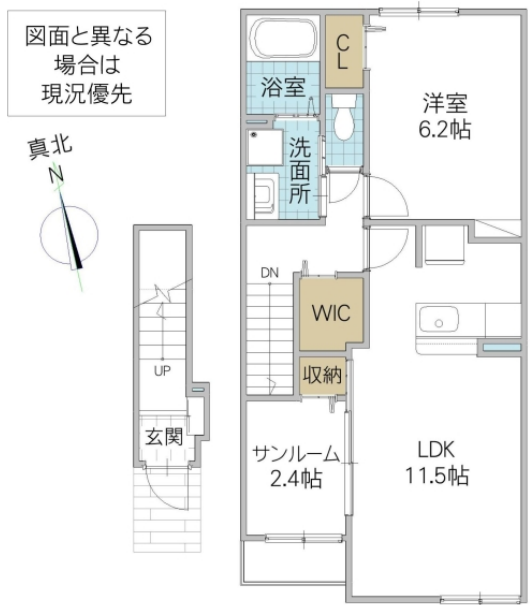 図面と異なる
場合は
現況優先
真北
N
浴室
CL
洋室
6.2帖
洗面所
DN
WIC
UP
収納
玄関
サンルーム
2.4帖
LDK
11.5帖